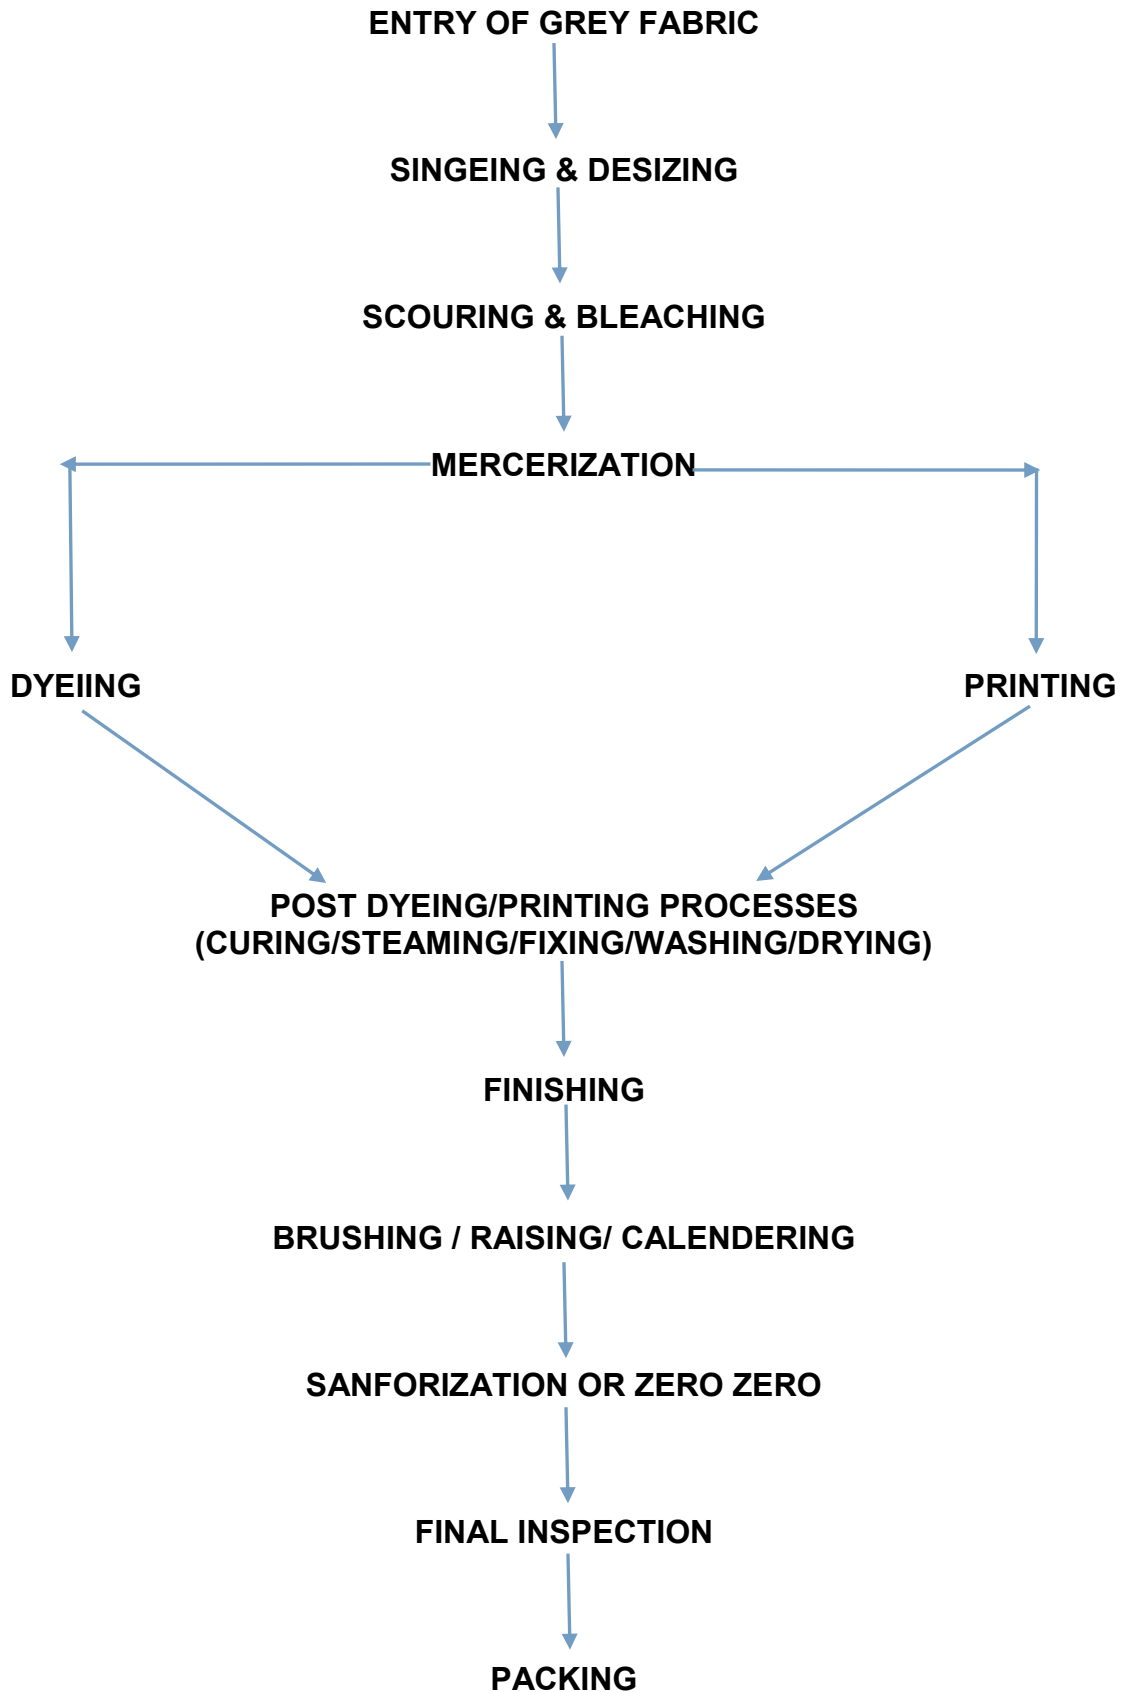 ENTRY OF GREY FABRIC
SINGEING & DESIZING
SCOURING & BLEACHING
MERCERIZATION
DYEIING
PRINTING
POST DYEING/PRINTING PROCESSES
(CURING/STEAMING/FIXING/WASHING/DRYING)
FINISHING
BRUSHING / RAISING/ CALENDERING
SANFORIZATION OR ZERO ZERO
FINAL INSPECTION
PACKING